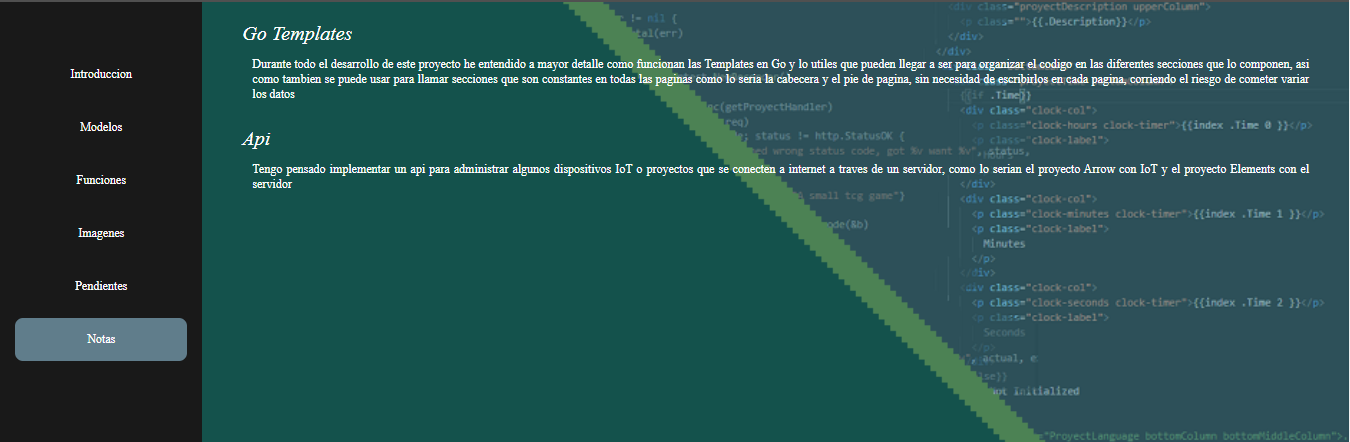 Introduccion
Modelos
Funciones
Imagenes
Pendientes
Notas
Go Templates
Durante todo el desarrollo de este proyecto he entendido a mayor detalle como funcionan las Templates en Go y lo utiles que pueden llegar a ser para organizar el codigo en las diferentes secciones que lo componen, asi
como tambien se puede usar para llamar secciones que son constantes en todas las paginas como lo seria la cabecera y el pie de pagina, sin necesidad de escribirlos en cada pagina, corriendo el riesgo de cometer variar
los datos
Api
Tengo pensado implementar un api para administrar algunos dispositivos IoT o proyectos que se conecten a internet a traves de un servidor, como lo serian el proyecto Arrow con IoT y el proyecto Elements con el
servidor
!= nil {
tal(err)
ec(getProyectHandler)
req)
; status != http.StatusOK {
ed wrong status code, got %v want %v", status,
small tcg game"}
ode(&b)
", actual, e
<div class="proyectDescription upperColumn">
<p class="">{{.Description}}</p>
</div>
</div>
{{if .Time}}
<div class="clock-col">
<p class="clock-hours clock-timer">{{index .Time 0 }}</p>
<p class="clock-label">
Hours
</div>
<div class="clock-col">
<p class="clock-minutes clock-timer">{{index .Time 1 }}</p>
<p class="clock-label">
Minutes
</p>
</div>
<div class="clock-col">
<p class="clock-seconds clock-timer">{{index .Time 2 }}</p>
<p class="clock-label">
Seconds
</p>
lse}}
Not Initialized
"ProyectLanguage bottomColumn bottomMiddleColumn">